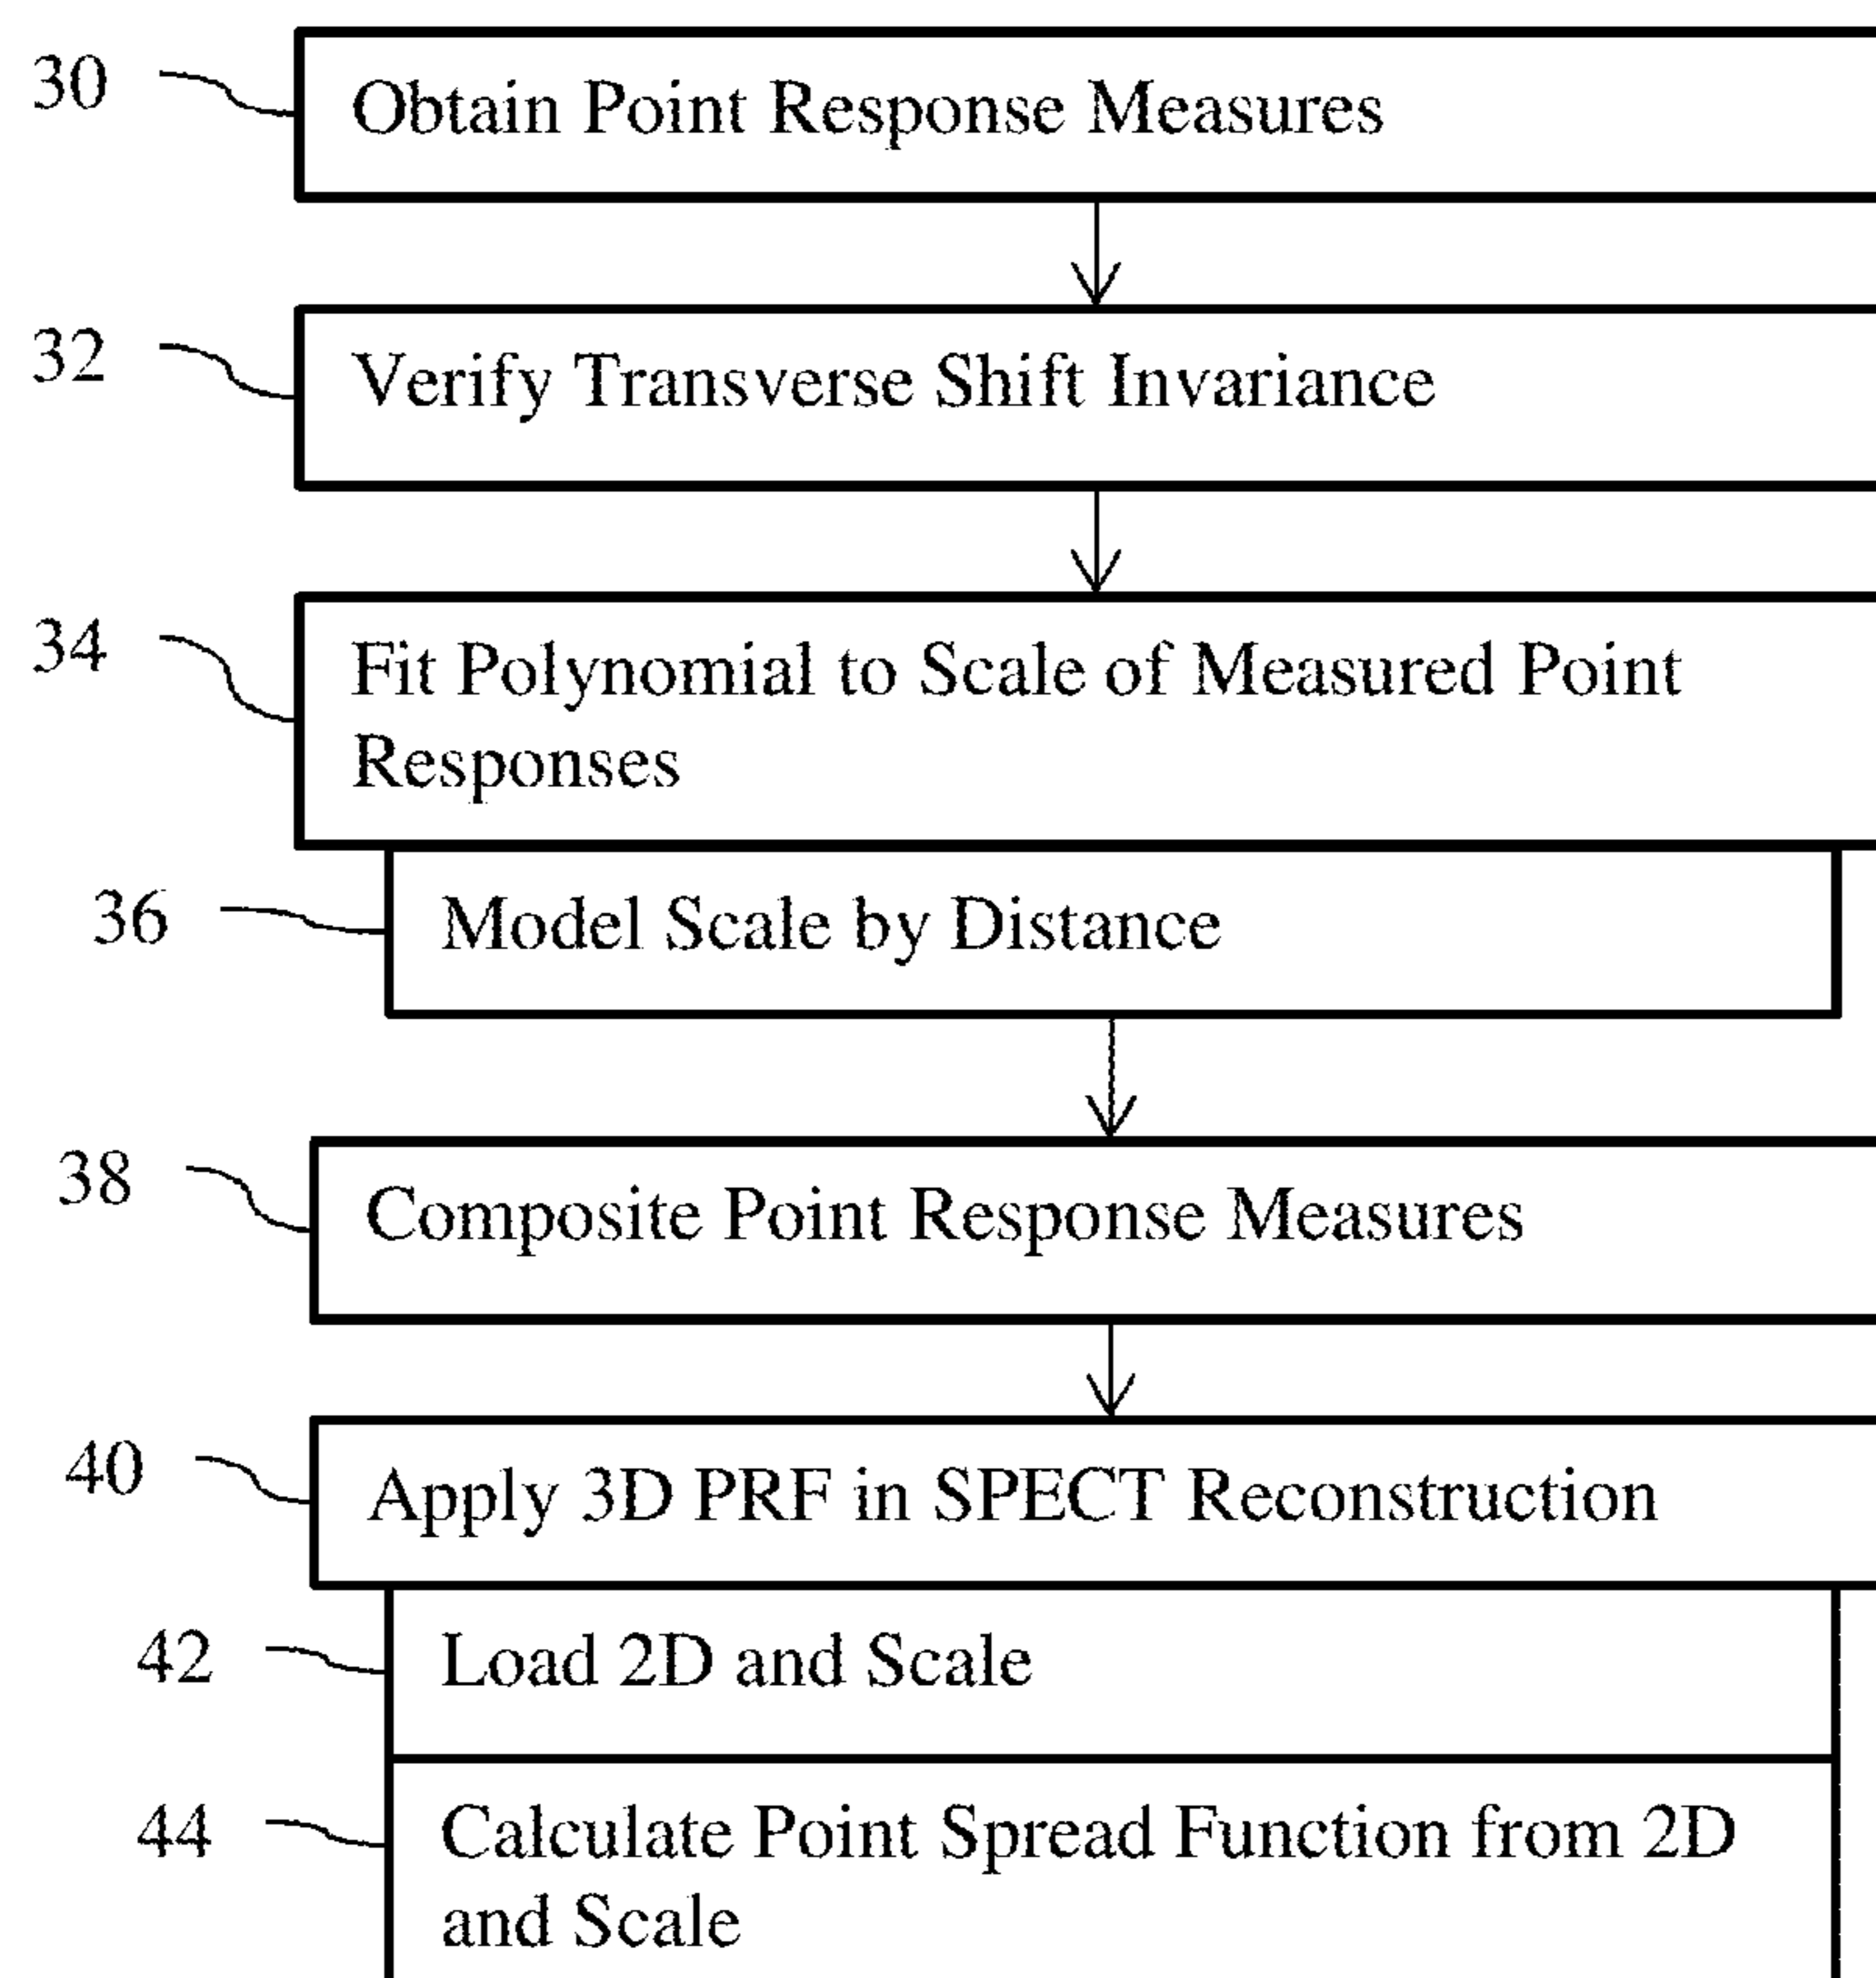 30
Obtain Point Response Measures
32
Verify Transverse Shift Invariance
34
Fit Polynomial to Scale of Measured Point
Responses
36
Model Scale by Distance
38
Composite Point Response Measures
40
Apply 3D PRF in SPECT Reconstruction
42
Load 2D and Scale
44
Calculate Point Spread Function from 2D
and Scale